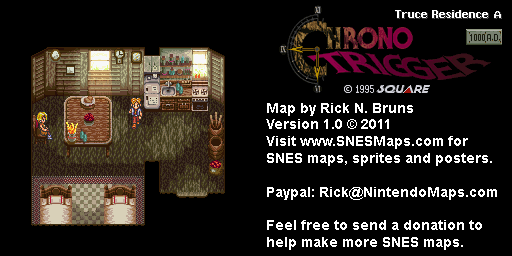 Truce Residence A
1000 A.D.
CHRONO
TRIGGER
© 1995 SQUARE
Map by Rick N. Bruns
Version 1.0 © 2011
Visit www.SNESMaps.com for
SNES maps, sprites and posters.
Paypal: Rick@NintendoMaps.com
Feel free to send a donation to
help make more SNES maps.